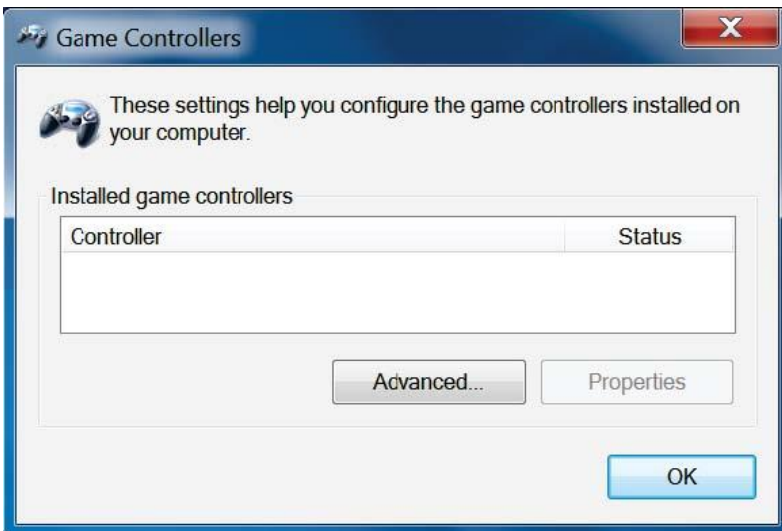 Game Controllers
X
These settings help you configure the game controllers installed on
your computer.
Installed game controllers
Controller Status
Advanced... Properties
OK